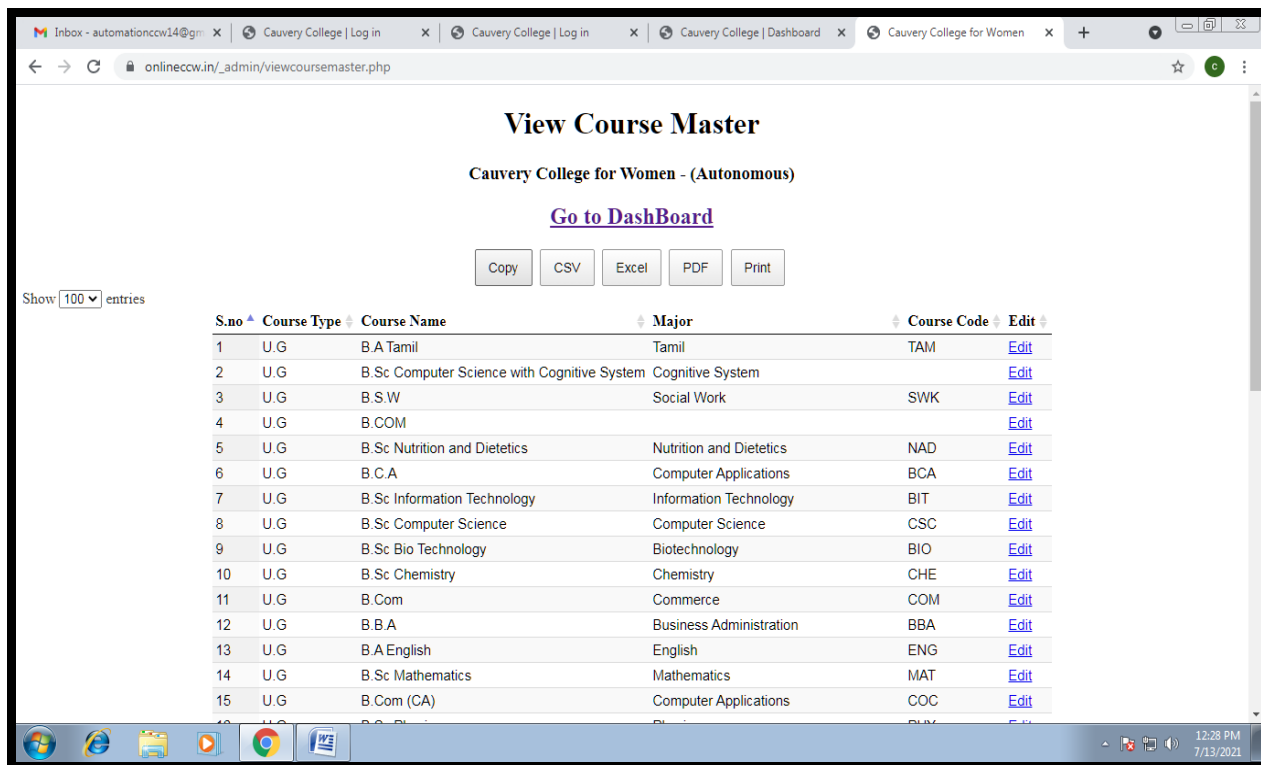 Inbox - automationccw14@gm
Cauvery College | Log in
Cauvery College | Log in
Cauvery College | Dashboard
Cauvery College for Women
onlineccw.in/_admin/viewcoursemaster.php
C
View Course Master
Cauvery College for Women - (Autonomous)
Go to DashBoard
Copy CSV Excel PDF Print
Show 100 entries
S.no Course Type Course Name Major Course Code Edit
1 U.G B.A Tamil Tamil TAM Edit
2 U.G B.Sc Computer Science with Cognitive System Cognitive System Edit
3 U.G B.S.W Social Work SWK Edit
4 U.G B.COM Edit
5 U.G B.Sc Nutrition and Dietetics Nutrition and Dietetics NAD Edit
6 U.G B.C.A Computer Applications BCA Edit
7 U.G B.Sc Information Technology Information Technology BIT Edit
8 U.G B.Sc Computer Science Computer Science CSC Edit
9 U.G B.Sc Bio Technology Biotechnology BIO Edit
10 U.G B.Sc Chemistry Chemistry CHE Edit
11 U.G B.Com Commerce COM Edit
12 U.G B.B.A Business Administration BBA Edit
13 U.G B.A English English ENG Edit
14 U.G B.Sc Mathematics Mathematics MAT Edit
15 U.G B.Com (CA) Computer Applications COC Edit
12:28 PM
7/13/2021